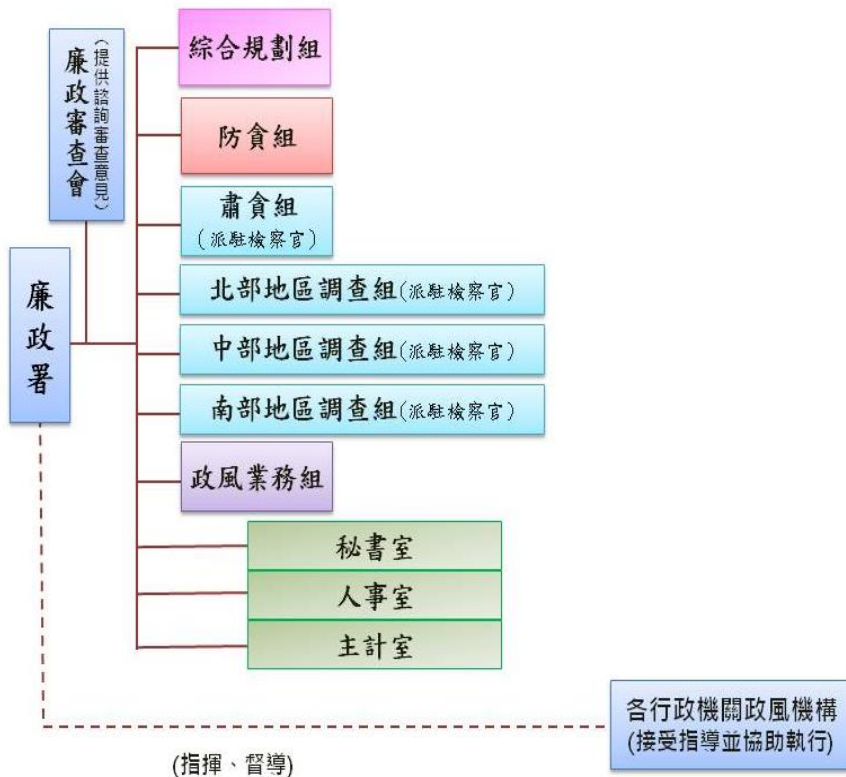 廉政審查會
(提供諮詢審查意見)
廉政署
綜合規劃組
防貪組
肅貪組
(派駐檢察官)
北部地區調查組(派駐檢察官)
中部地區調查組(派駐檢察官)
南部地區調查組(派駐檢察官)
政風業務組
秘書室
人事室
主計室
各行政機關政風機構
(接受指導並協助執行)
(指揮、督導)